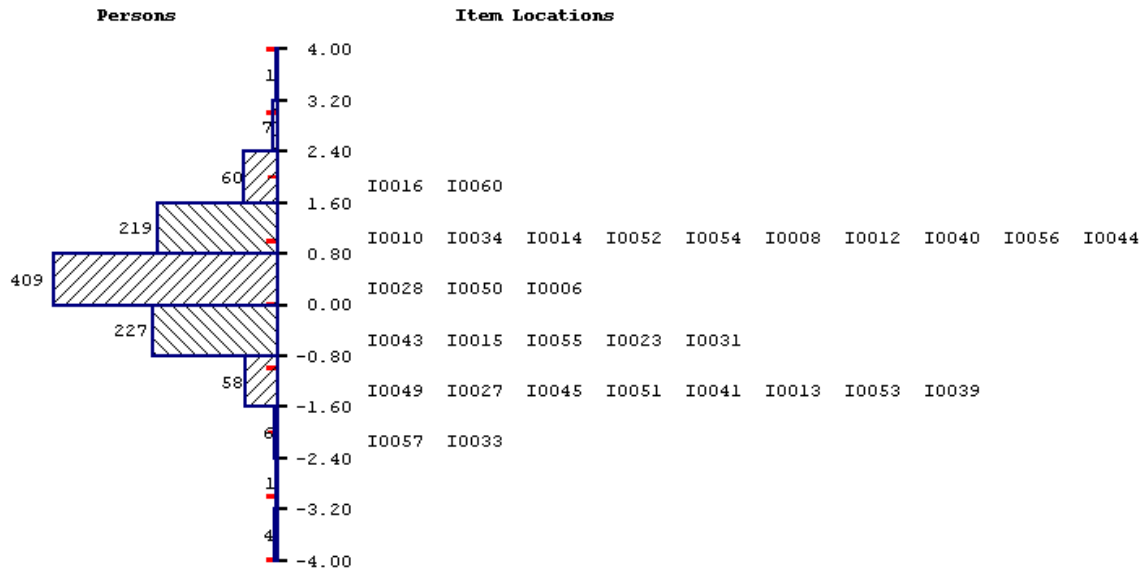 Persons Item Locations
4.00
1
3.20
7
2.40
60 I0016 I0060
1.60
219 I0010 I0034 I0014 I0052 I0054 I0008 I0012 I0040 I0056 I0044
0.80
409 I0028 I0050 I0006
0.00
227 I0043 I0015 I0055 I0023 I0031
-0.80
58 I0049 I0027 I0045 I0051 I0041 I0013 I0053 I0039
-1.60
6 I0057 I0033
-2.40
1
-3.20
4
-4.00